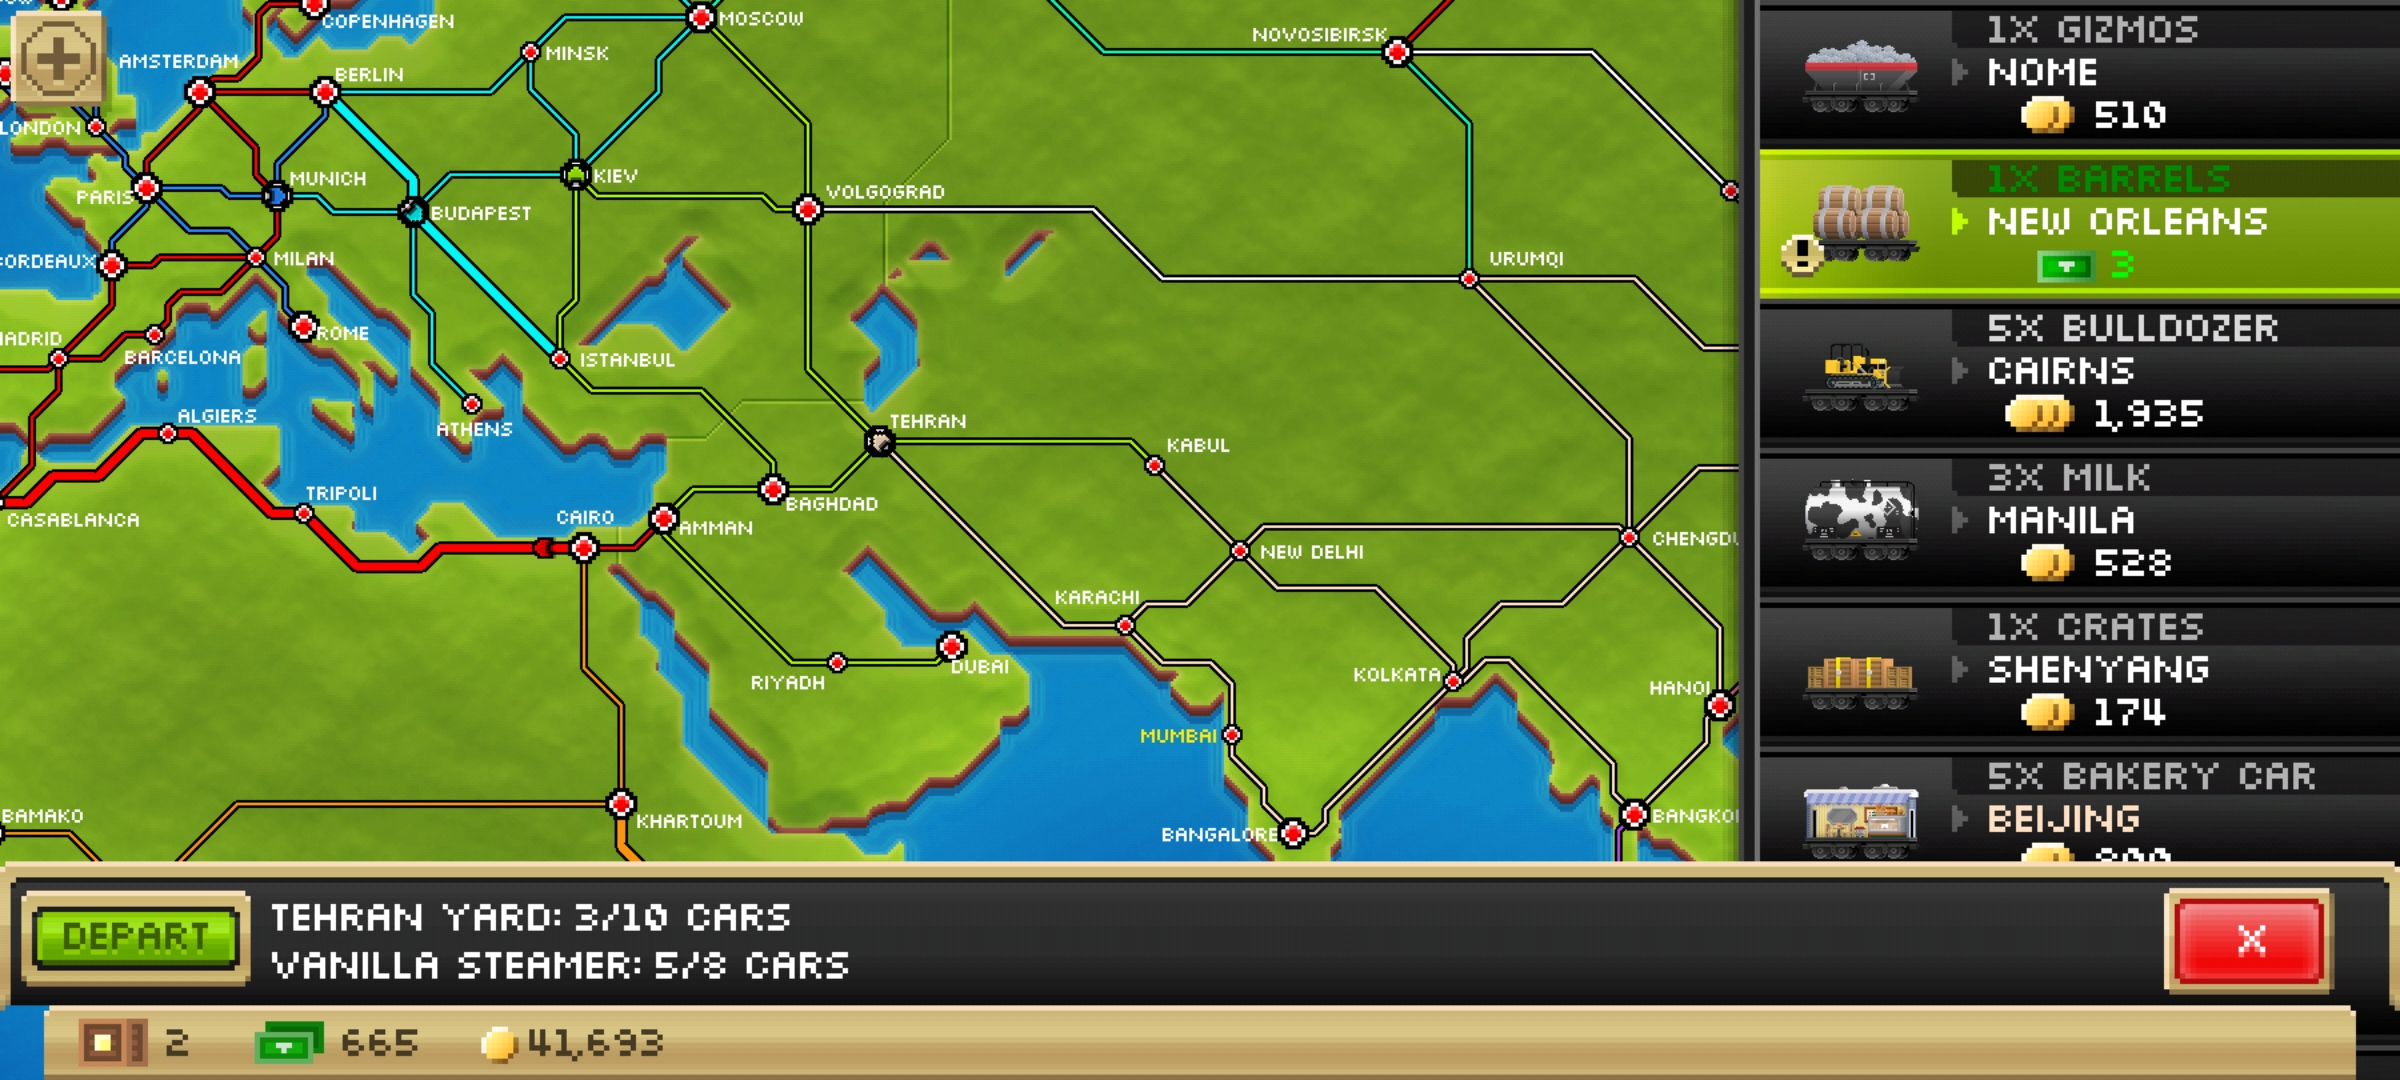 COPENHAGEN
MOSCOW
NOVOSIBIRSK
MINSK
AMSTERDAM
BERLIN
LONDON
MUNICH
KIEV
PARIS
VOLGOGRAD
BUDAPEST
ORDEAUX
MILAN
URUMQI
ADRID
ROME
BARCELONA
ISTANBUL
ALGIERS
ATHENS
TEHRAN
KABUL
TRIPOLI
BAGHDAD
CASABLANCA
CAIRO
AMMAN
NEW DELHI
CHENGDU
KARACHI
DUBAI
RIYADH
KOLKATA
HANOI
MUMBAI
BAMAKO
KHARTOUM
BANGALORE
BANGKO
1X GIZMOS
NOME
510
1X BARRELS
NEW ORLEANS
3
5X BULLDOZER
CAIRNS
1,935
3X MILK
MANILA
528
1X CRATES
SHENYANG
174
5X BAKERY CAR
BEIJING
DEPART
TEHRAN YARD: 3/10 CARS
VANILLA STEAMER: 5/8 CARS
X
2
665
41,693